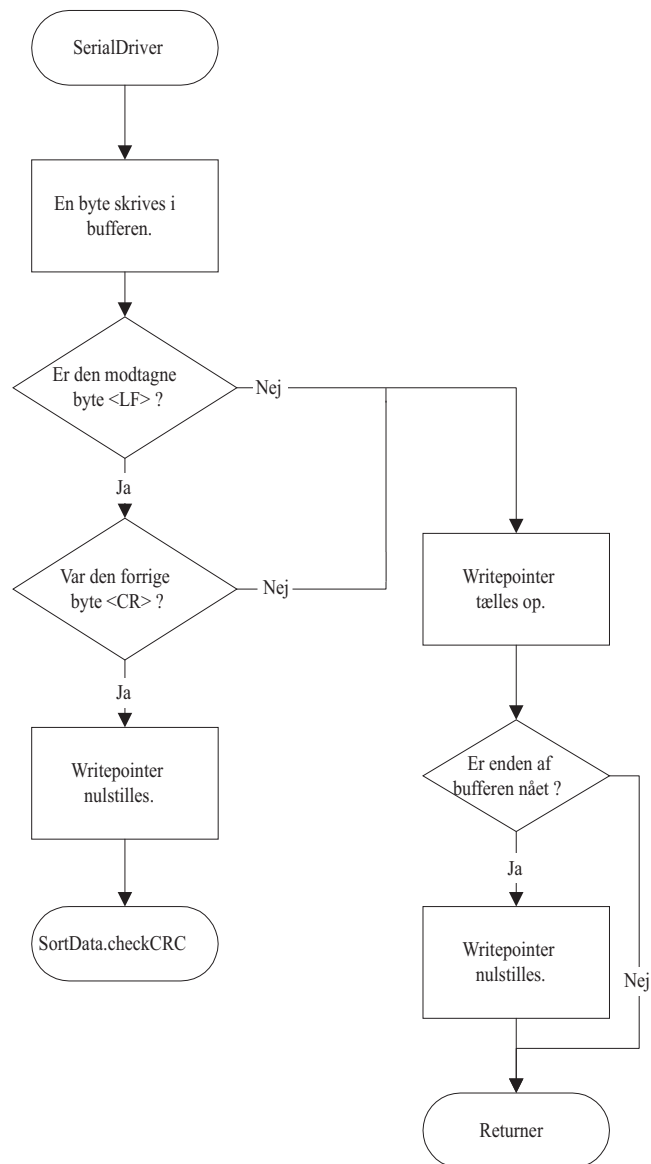 SerialDriver
En byte skrives i
bufferen.
Er den modtagne
byte <LF> ?
Nej
Ja
Var den forrige
byte <CR> ?
Nej
Ja
Writepointer
nulstilles.
SortData.checkCRC
Writepointer
tælles op.
Er enden af
bufferen nået ?
Ja
Nej
Writepointer
nulstilles.
Returner